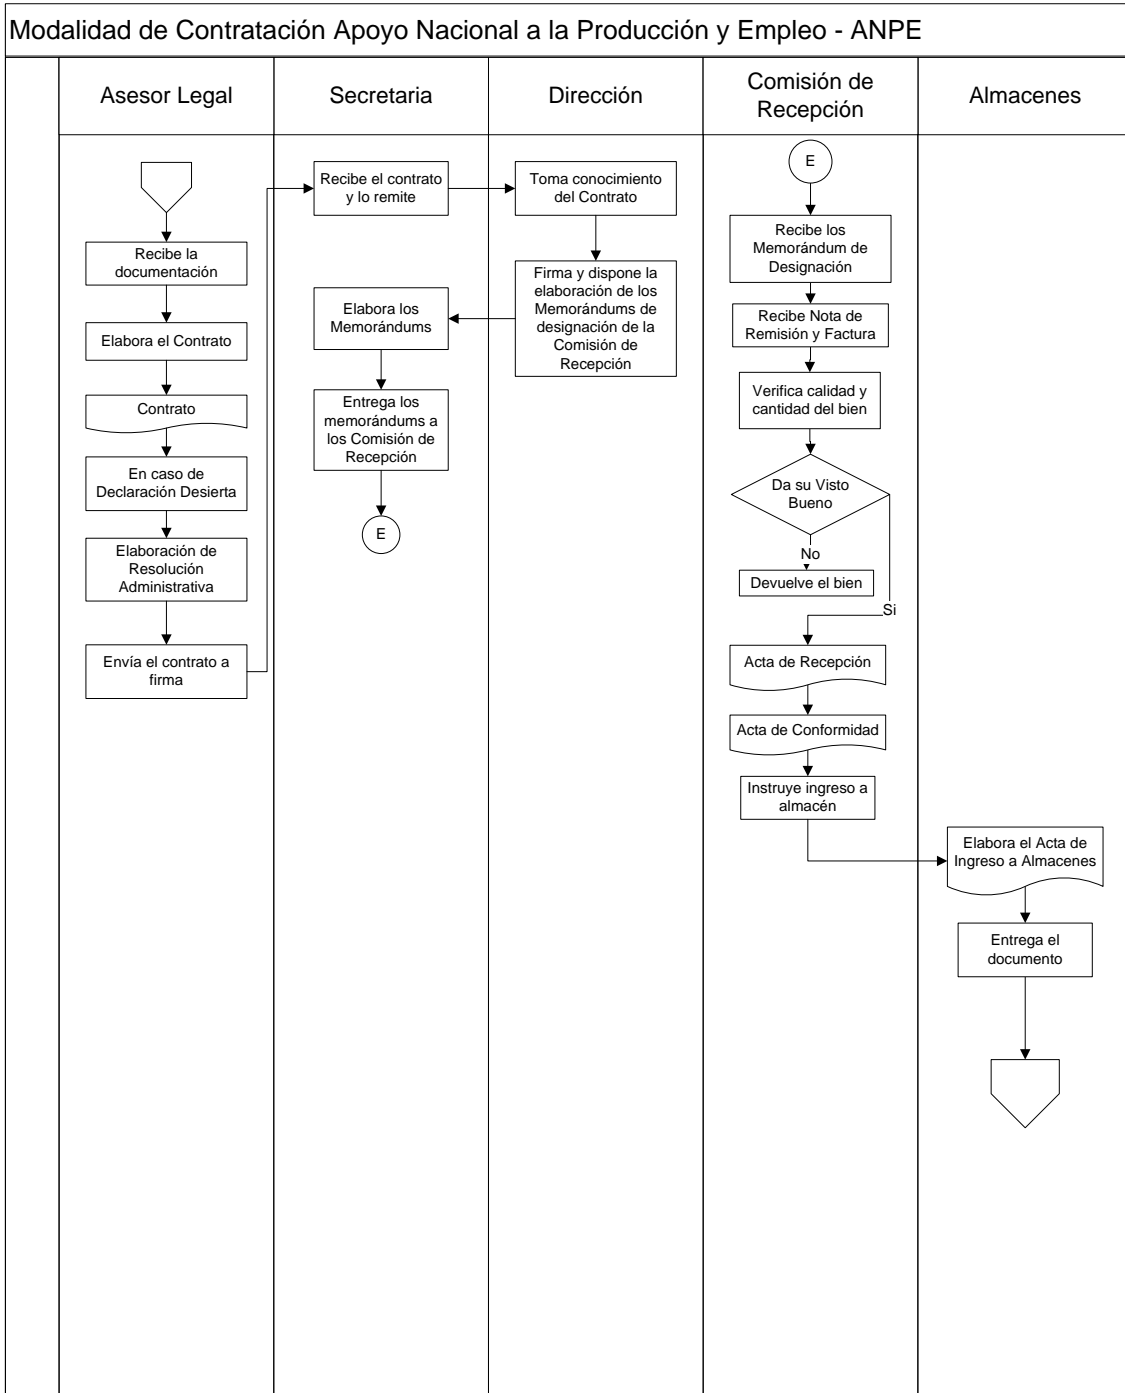 Modalidad de Contratación Apoyo Nacional a la Producción y Empleo - ANPE
Asesor Legal
Secretaria
Dirección
Comisión de
Recepción
Almacenes
Recibe la
documentación
Elabora el Contrato
Contrato
En caso de
Declaración Desierta
Elaboración de
Resolución
Administrativa
Envía el contrato a
firma
Recibe el contrato
y lo remite
Elabora los
Memorándums
Entrega los
memorándums a
los Comisión de
Recepción
E
Toma conocimiento
del Contrato
Firma y dispone la
elaboración de los
Memorándums de
designación de la
Comisión de
Recepción
E
Recibe los
Memorándum de
Designación
Recibe Nota de
Remisión y Factura
Verifica calidad y
cantidad del bien
Da su Visto
Bueno
No
Devuelve el bien
Si
Acta de Recepción
Acta de Conformidad
Instruye ingreso a
almacén
Elabora el Acta de
Ingreso a Almacenes
Entrega el
documento